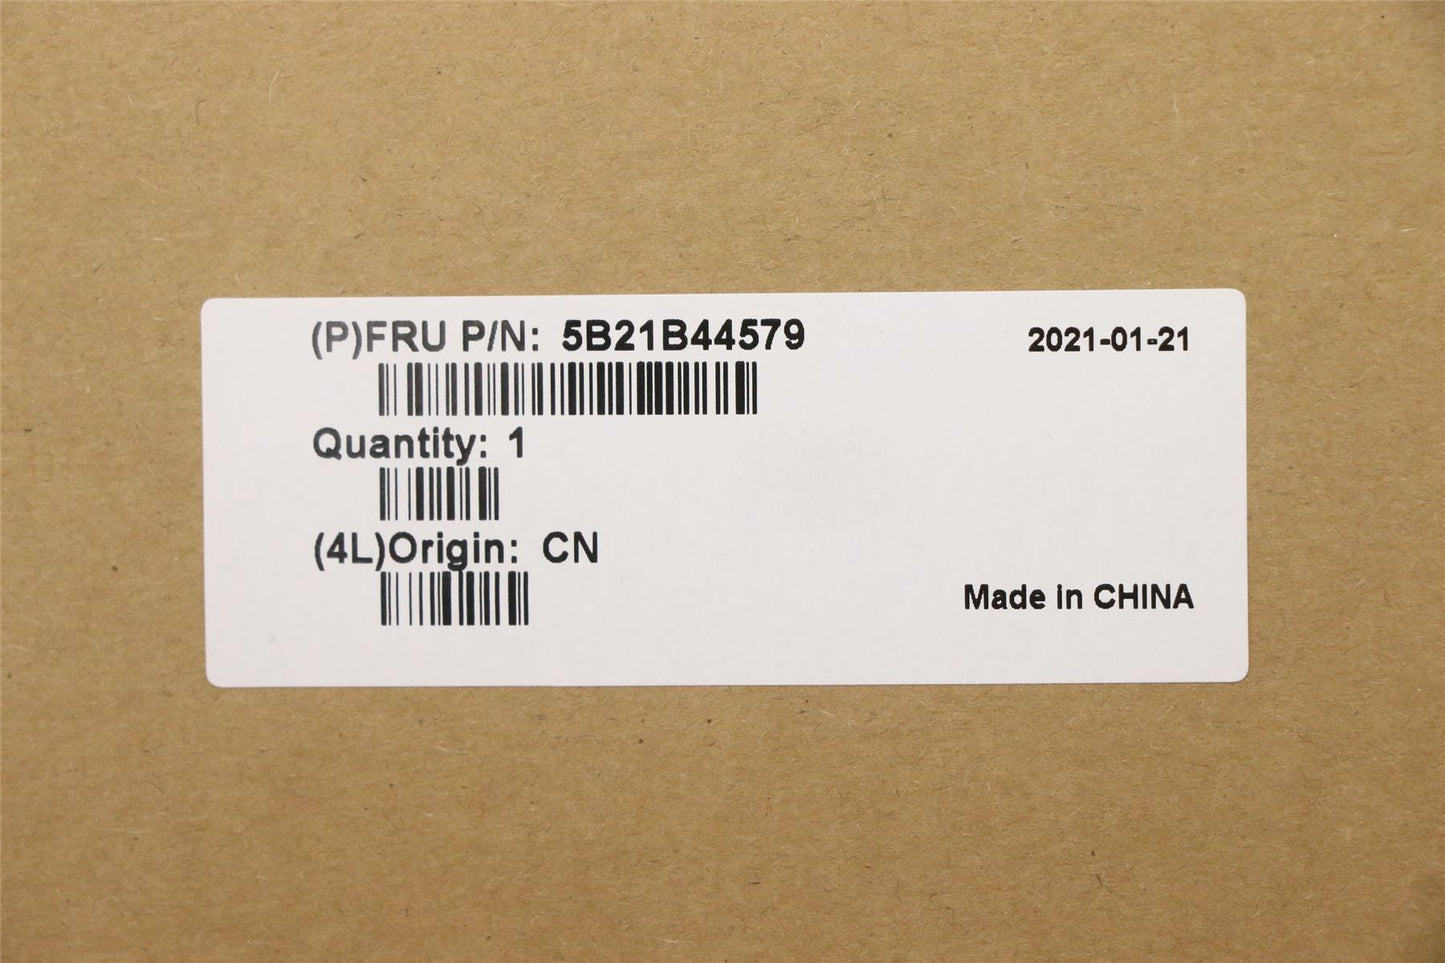 (P)FRU P/N: 5B21B44579
2021-01-21
Quantity: 1
(4L)Origin: CN
Made in CHINA